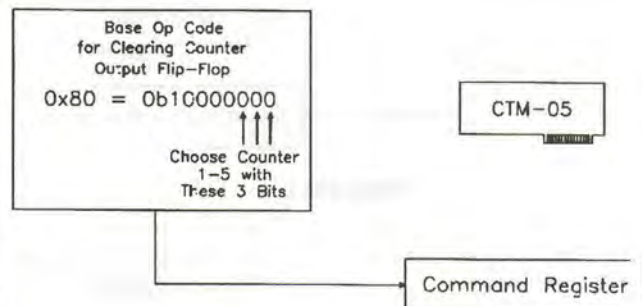 Base Op Code
for Clearing Counter
Output Flip-Flop
0x80 = 0b10000000
Choose Counter
1-5 with
These 3 Bits
CTM-05
Command Register